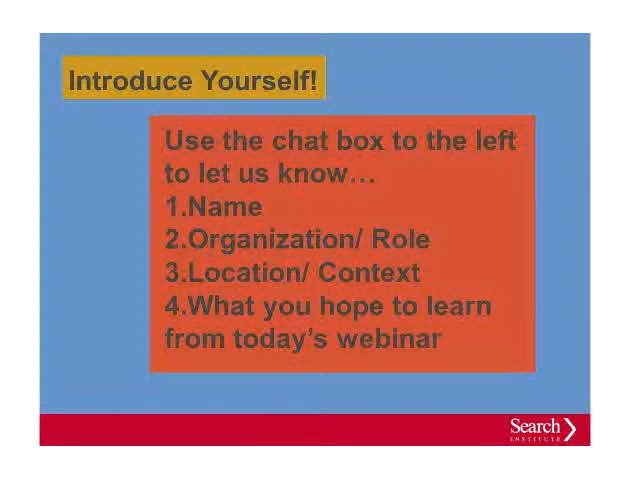 Introduce Yourself!
Use the chat box to the left
to let us know…
1.Name
2.Organization/ Role
3.Location/ Context
4.What you hope to learn
from today’s webinar
Search
INSTITUTE